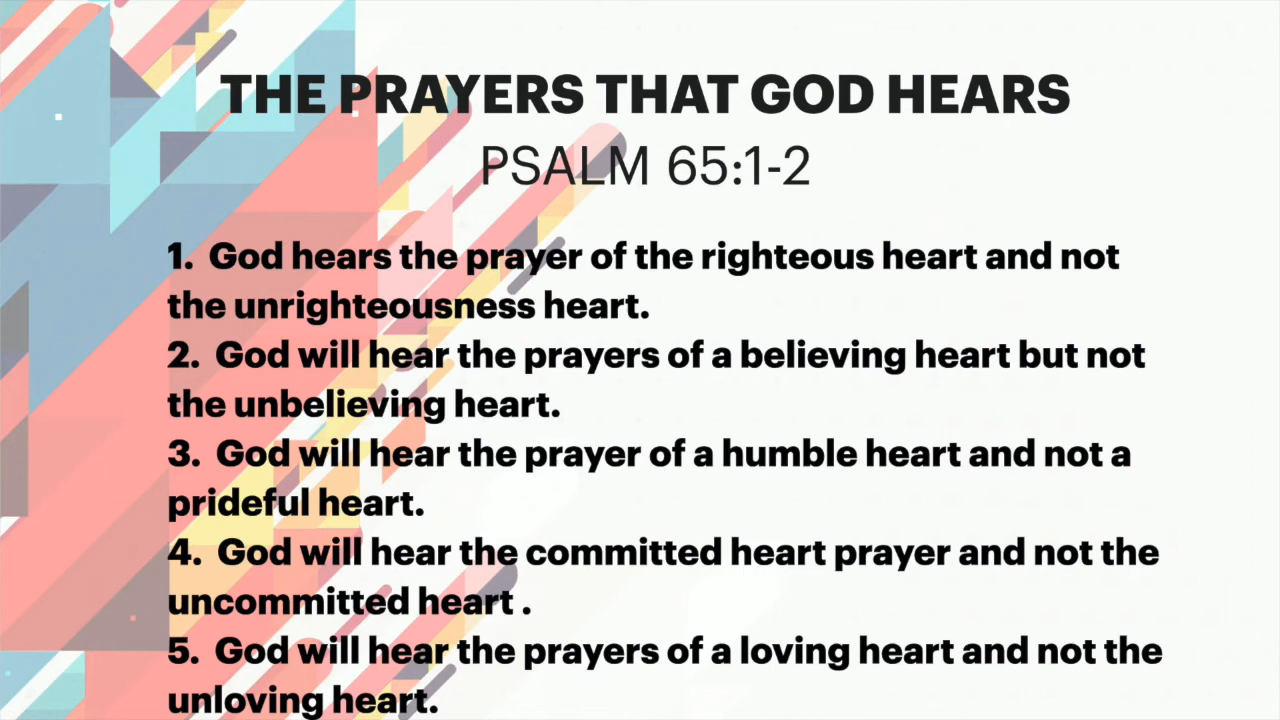 THE PRAYERS THAT GOD HEARS
PSALM 65:1-2
1. God hears the prayer of the righteous heart and not
the unrighteousness heart.
2. God will hear the prayers of a believing heart but not
the unbelieving heart.
3. God will hear the prayer of a humble heart and not a
prideful heart.
4. God will hear the committed heart prayer and not the
uncommitted heart .
5. God will hear the prayers of a loving heart and not the
unloving heart.